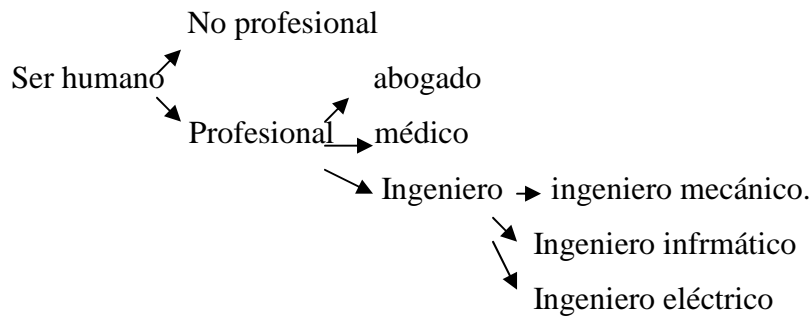 No profesional
Ser humano abogado
Profesional médico
Ingeniero ingeniero mecánico.
Ingeniero infrmático
Ingeniero eléctrico